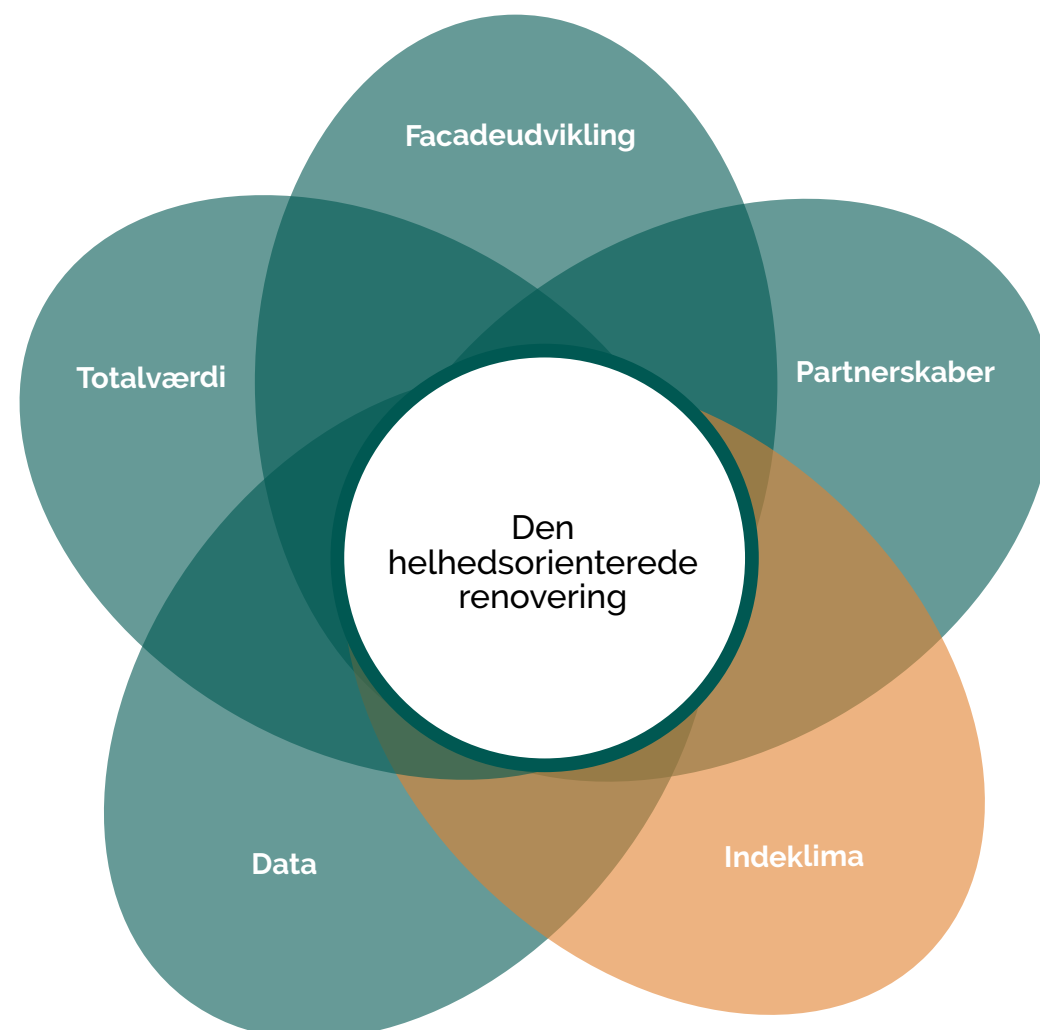 Facadeudvikling
Totalværdi
Partnerskaber
Den
helhedsorienterede
renovering
Data
Indeklima